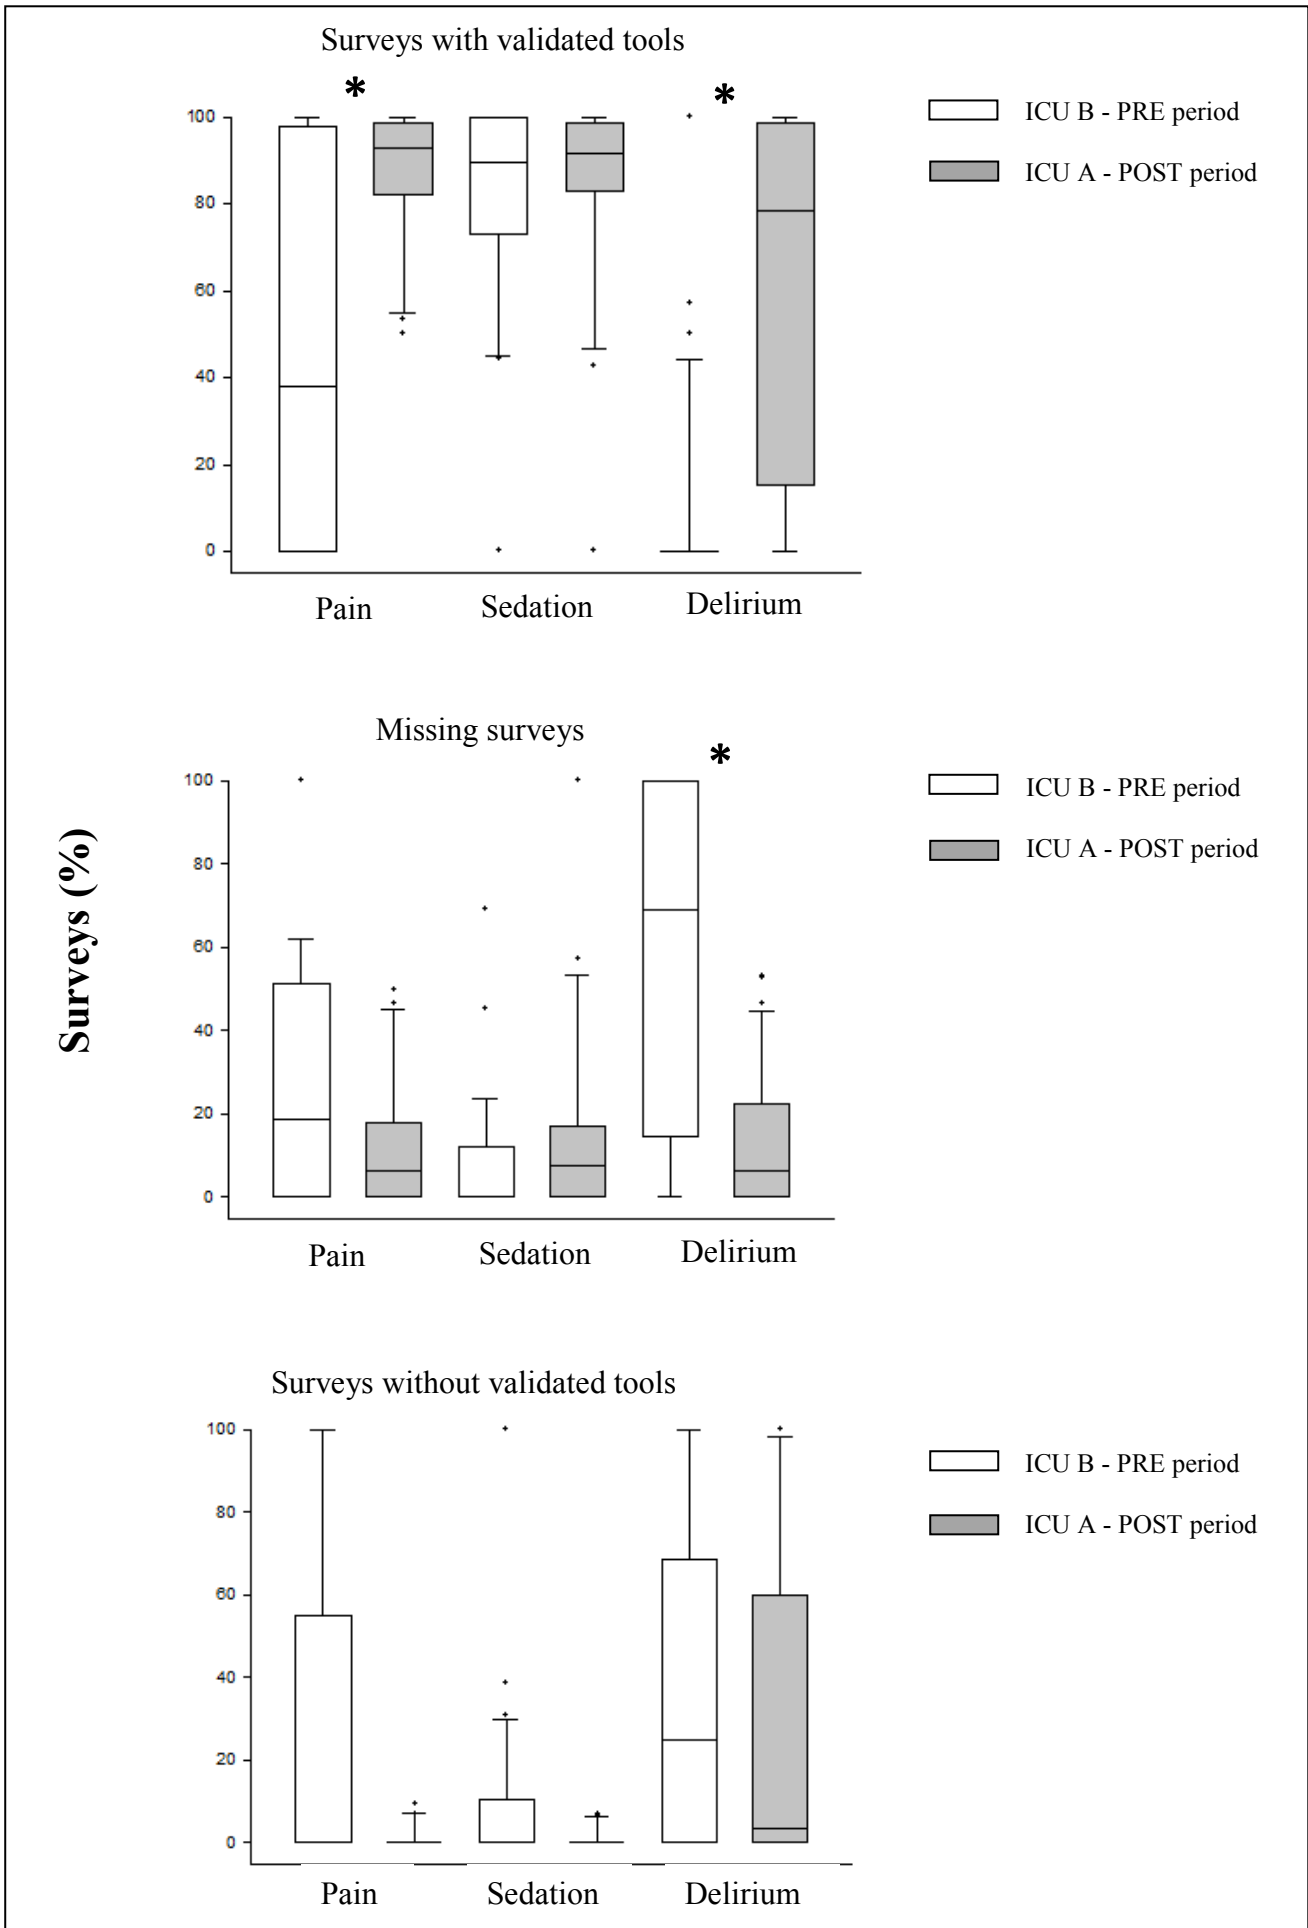 Surveys with validated tools
* *
ICU B - PRE period
ICU A - POST period
100
80
60
40
20
0
Pain Sedation Delirium
Surveys (%)
Missing surveys
*
ICU B - PRE period
ICU A - POST period
100
80
60
40
20
0
Pain Sedation Delirium
Surveys without validated tools
ICU B - PRE period
ICU A - POST period
100
80
60
40
20
0
Pain Sedation Delirium